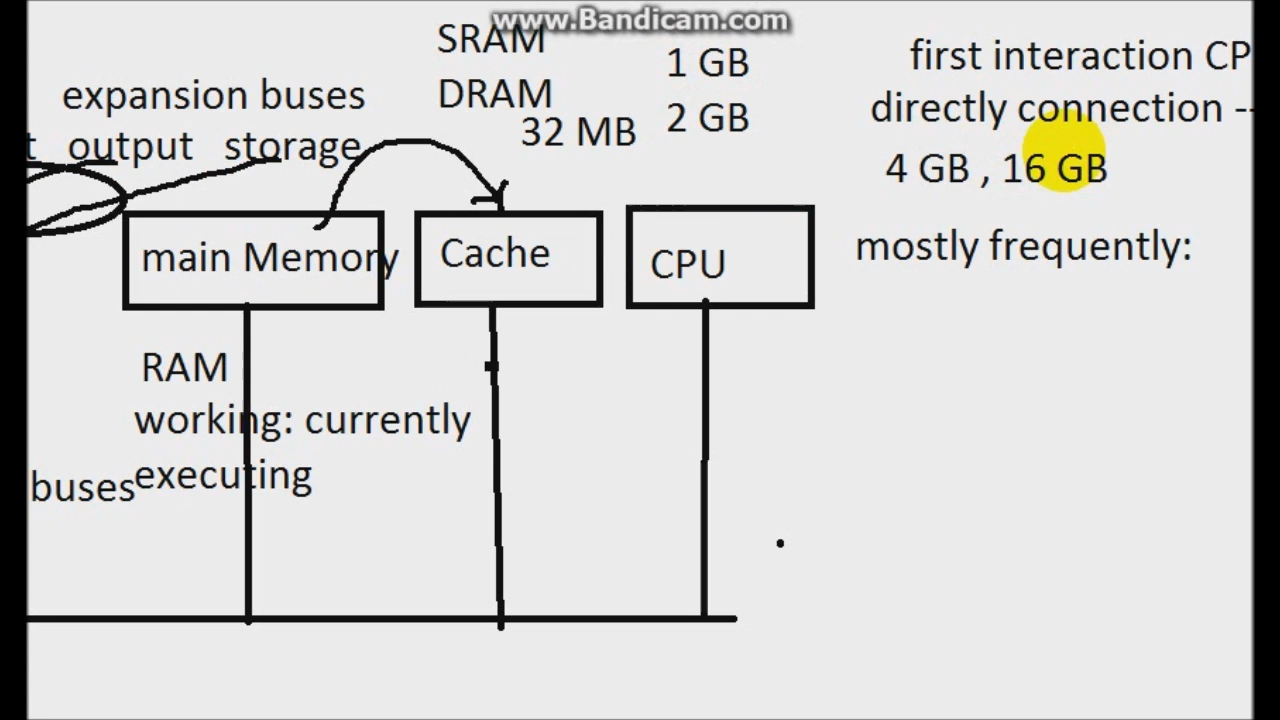 www.Bandicam.com
SRAM
DRAM
32 MB
1 GB
2 GB
first interaction CP
directly connection --
4 GB , 16 GB
mostly frequently:
expansion buses
t output storage
main Memory
Cache
CPU
RAM
working: currently
executing
buses